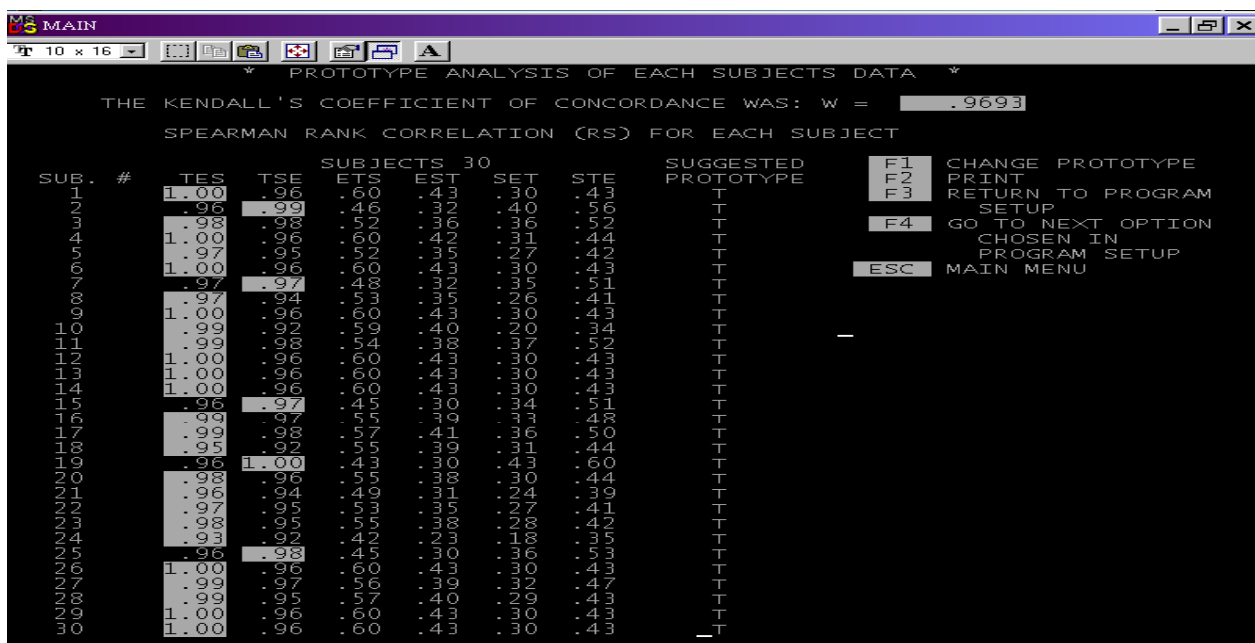 MAIN
Tr 10 x 16 A
* PROTOTYPE ANALYSIS OF EACH SUBJECTS DATA *
THE KENDALL'S COEFFICIENT OF CONCORDANCE WAS: W = .9693
SPEARMAN RANK CORRELATION (RS) FOR EACH SUBJECT
SUBJECTS 30 SUGGESTED F1 CHANGE PROTOTYPE
SUB. # TES TSE ETS EST SET STE PROTOTYPE F2 PRINT
1 1.00 .96 .60 .43 .30 .43 T F3 RETURN TO PROGRAM
2 .96 .99 .46 .32 .40 .56 T SETUP
3 .98 .98 .52 .36 .36 .52 T F4 GO TO NEXT OPTION
4 1.00 .96 .60 .42 .31 .44 T CHOSEN IN
5 .97 .95 .52 .35 .27 .42 T PROGRAM SETUP
6 1.00 .96 .60 .43 .30 .43 T ESC MAIN MENU
7 .97 .97 .48 .32 .35 .51 T
8 .97 .94 .53 .35 .26 .41 T
9 1.00 .96 .60 .43 .30 .43 T
10 .99 .92 .59 .40 .20 .34 T
11 .99 .98 .54 .38 .37 .52 T
12 1.00 .96 .60 .43 .30 .43 T
13 1.00 .96 .60 .43 .30 .43 T
14 1.00 .96 .60 .43 .30 .43 T
15 .96 .97 .45 .30 .34 .51 T
16 .99 .97 .55 .39 .33 .48 T
17 .99 .98 .57 .41 .36 .50 T
18 .95 .92 .55 .39 .31 .44 T
19 .96 1.00 .43 .30 .43 .60 T
20 .98 .96 .55 .38 .30 .44 T
21 .96 .94 .49 .31 .24 .39 T
22 .97 .95 .53 .35 .27 .41 T
23 .98 .95 .55 .38 .28 .42 T
24 .93 .92 .42 .23 .18 .35 T
25 .96 .98 .45 .30 .36 .53 T
26 1.00 .96 .60 .43 .30 .43 T
27 .99 .97 .56 .39 .32 .47 T
28 .99 .95 .57 .40 .29 .43 T
29 1.00 .96 .60 .43 .30 .43 T
30 1.00 .96 .60 .43 .30 .43 _T